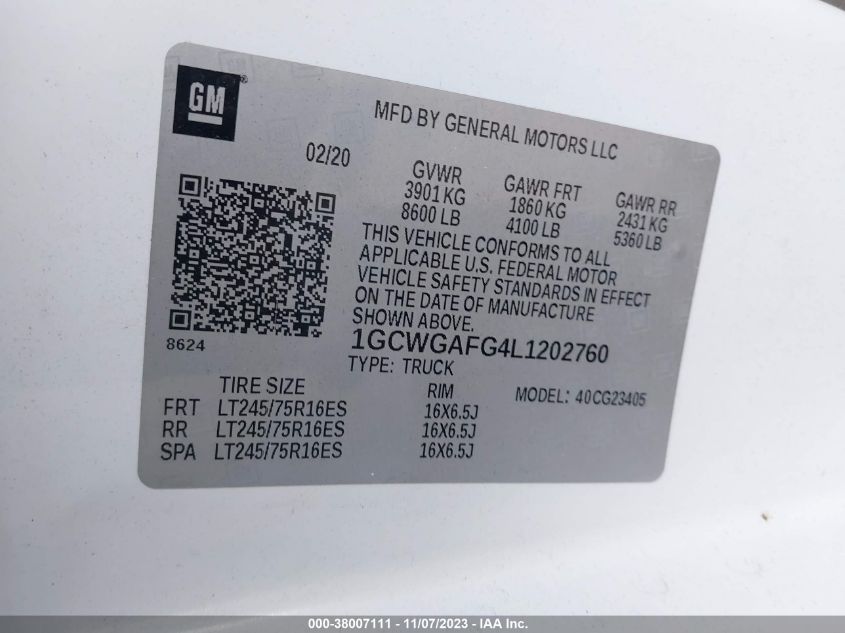 GM
®
MFD BY GENERAL MOTORS LLC
02/20
GVWR
3901 KG
8600 LB
GAWR FRT
1860 KG
4100 LB
GAWR RR
2431 KG
5360 LB
THIS VEHICLE CONFORMS TO ALL
APPLICABLE U.S. FEDERAL MOTOR
VEHICLE SAFETY STANDARDS IN EFFECT
ON THE DATE OF MANUFACTURE
SHOWN ABOVE.
8624
1GCWGAFG4L1202760
TYPE: TRUCK
TIRE SIZE RIM MODEL: 40CG23405
FRT LT245/75R16ES 16X6.5J
RR LT245/75R16ES 16X6.5J
SPA LT245/75R16ES 16X6.5J
000-38007111 - 11/07/2023 - IAA Inc.